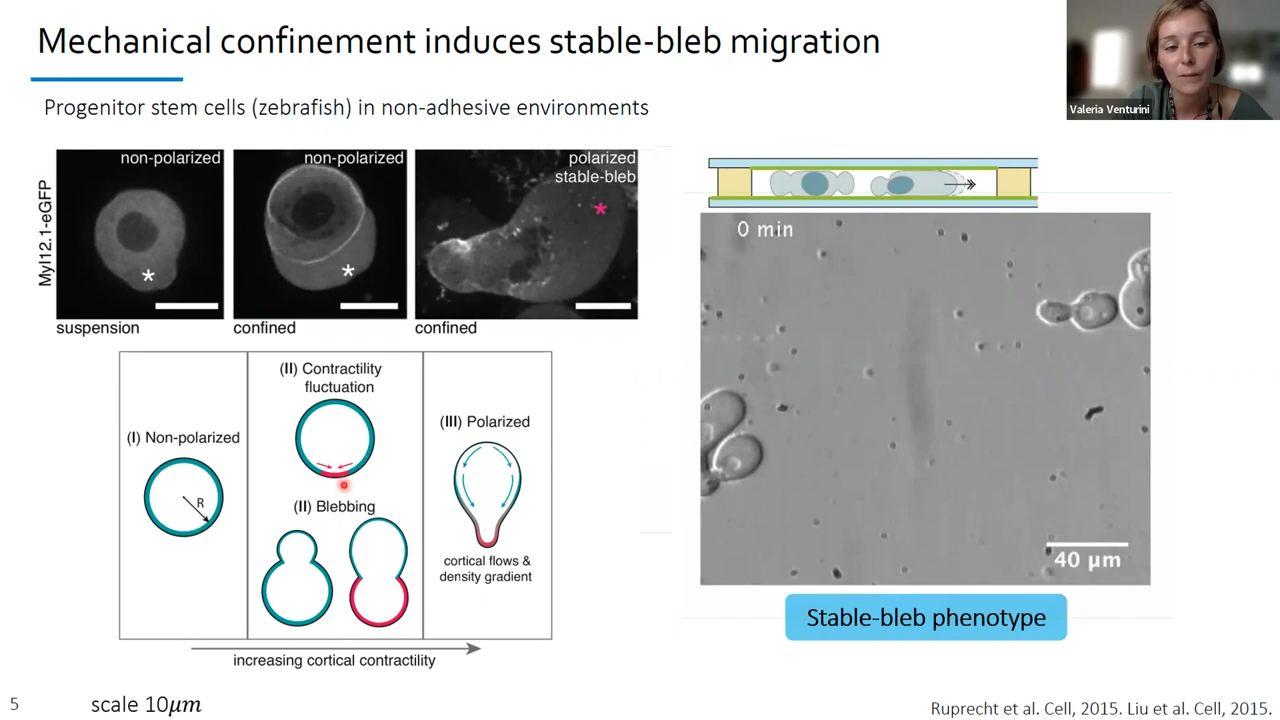 Mechanical confinement induces stable-bleb migration
Valeria Venturini
Progenitor stem cells (zebrafish) in non-adhesive environments
Myl12.1-eGFP
non-polarized
*
suspension
non-polarized
*
confined
polarized
stable-bleb
*
confined
(I) Non-polarized
R
(II) Contractility
fluctuation
(II) Blebbing
(III) Polarized
cortical flows &
density gradient
increasing cortical contractility
0 min
40 µm
Stable-bleb phenotype
5
scale 10𝜇𝑚
Ruprecht et al. Cell, 2015. Liu et al. Cell, 2015.